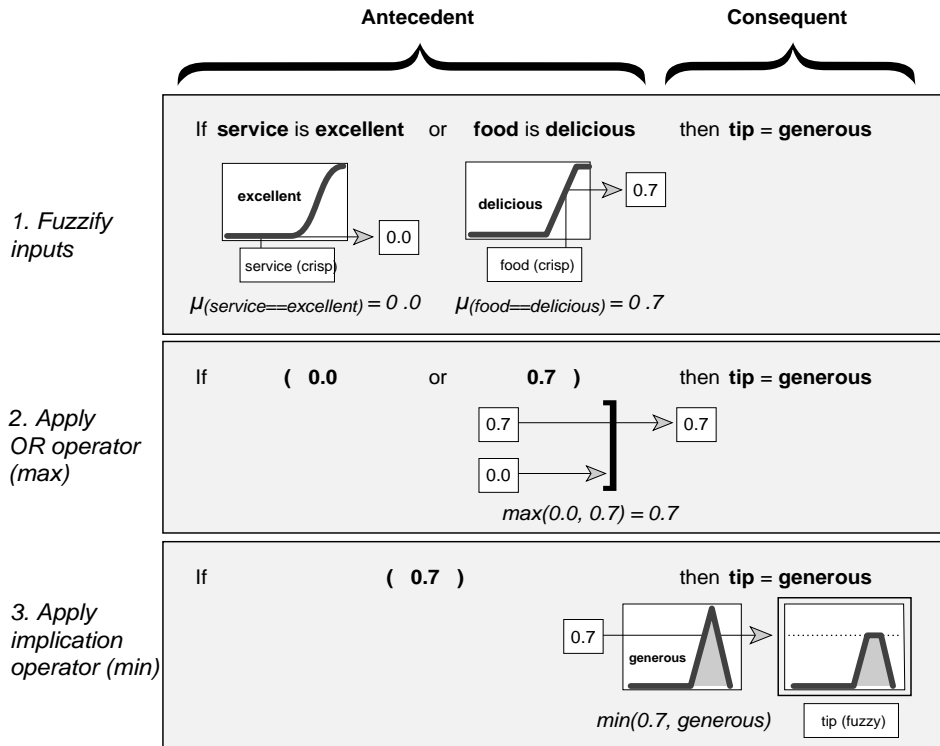 Antecedent Consequent
If service is excellent or food is delicious then tip = generous
1. Fuzzify
inputs
excellent
0.0
service (crisp)
delicious
0.7
food (crisp)
μ(service==excellent) = 0 .0
μ(food==delicious) = 0 .7
2. Apply
OR operator
(max)
If ( 0.0 or 0.7 ) then tip = generous
0.7 0.7
0.0
max(0.0, 0.7) = 0.7
3. Apply
implication
operator (min)
If ( 0.7 ) then tip = generous
0.7
generous
min(0.7, generous)
tip (fuzzy)